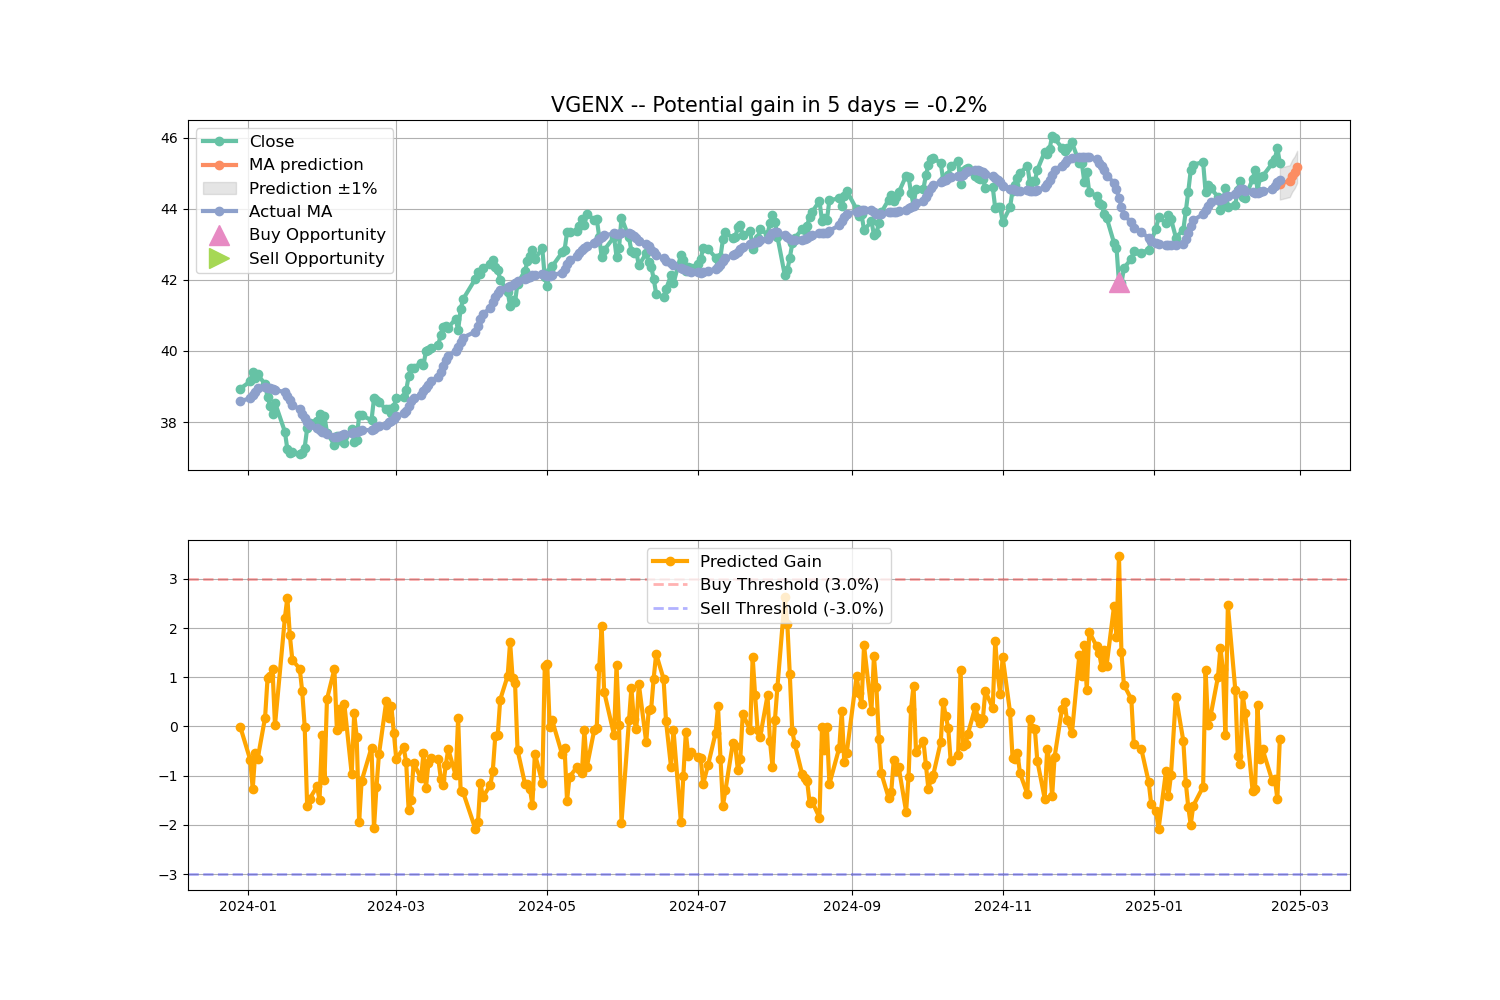 VGENX -- Potential gain in 5 days = -0.2%
46
44
42
40
38
Close
MA prediction
Prediction ±1%
Actual MA
Buy Opportunity
Sell Opportunity
3
2
1
0
−1
−2
−3
Predicted Gain
Buy Threshold (3.0%)
Sell Threshold (-3.0%)
2024-01
2024-03
2024-05
2024-07
2024-09
2024-11
2025-01
2025-03